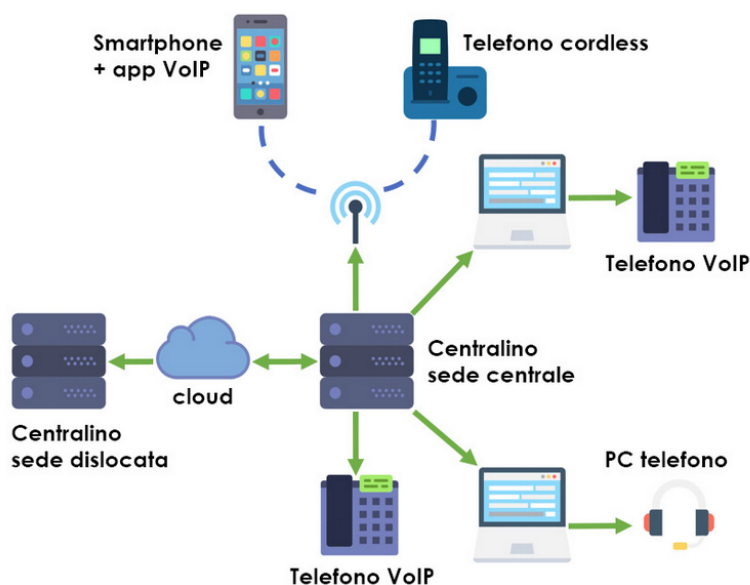 Smartphone
+ app VoIP
Telefono cordless
Telefono VoIP
Centralino
sede centrale
cloud
Centralino
sede dislocata
PC telefono
Telefono VoIP